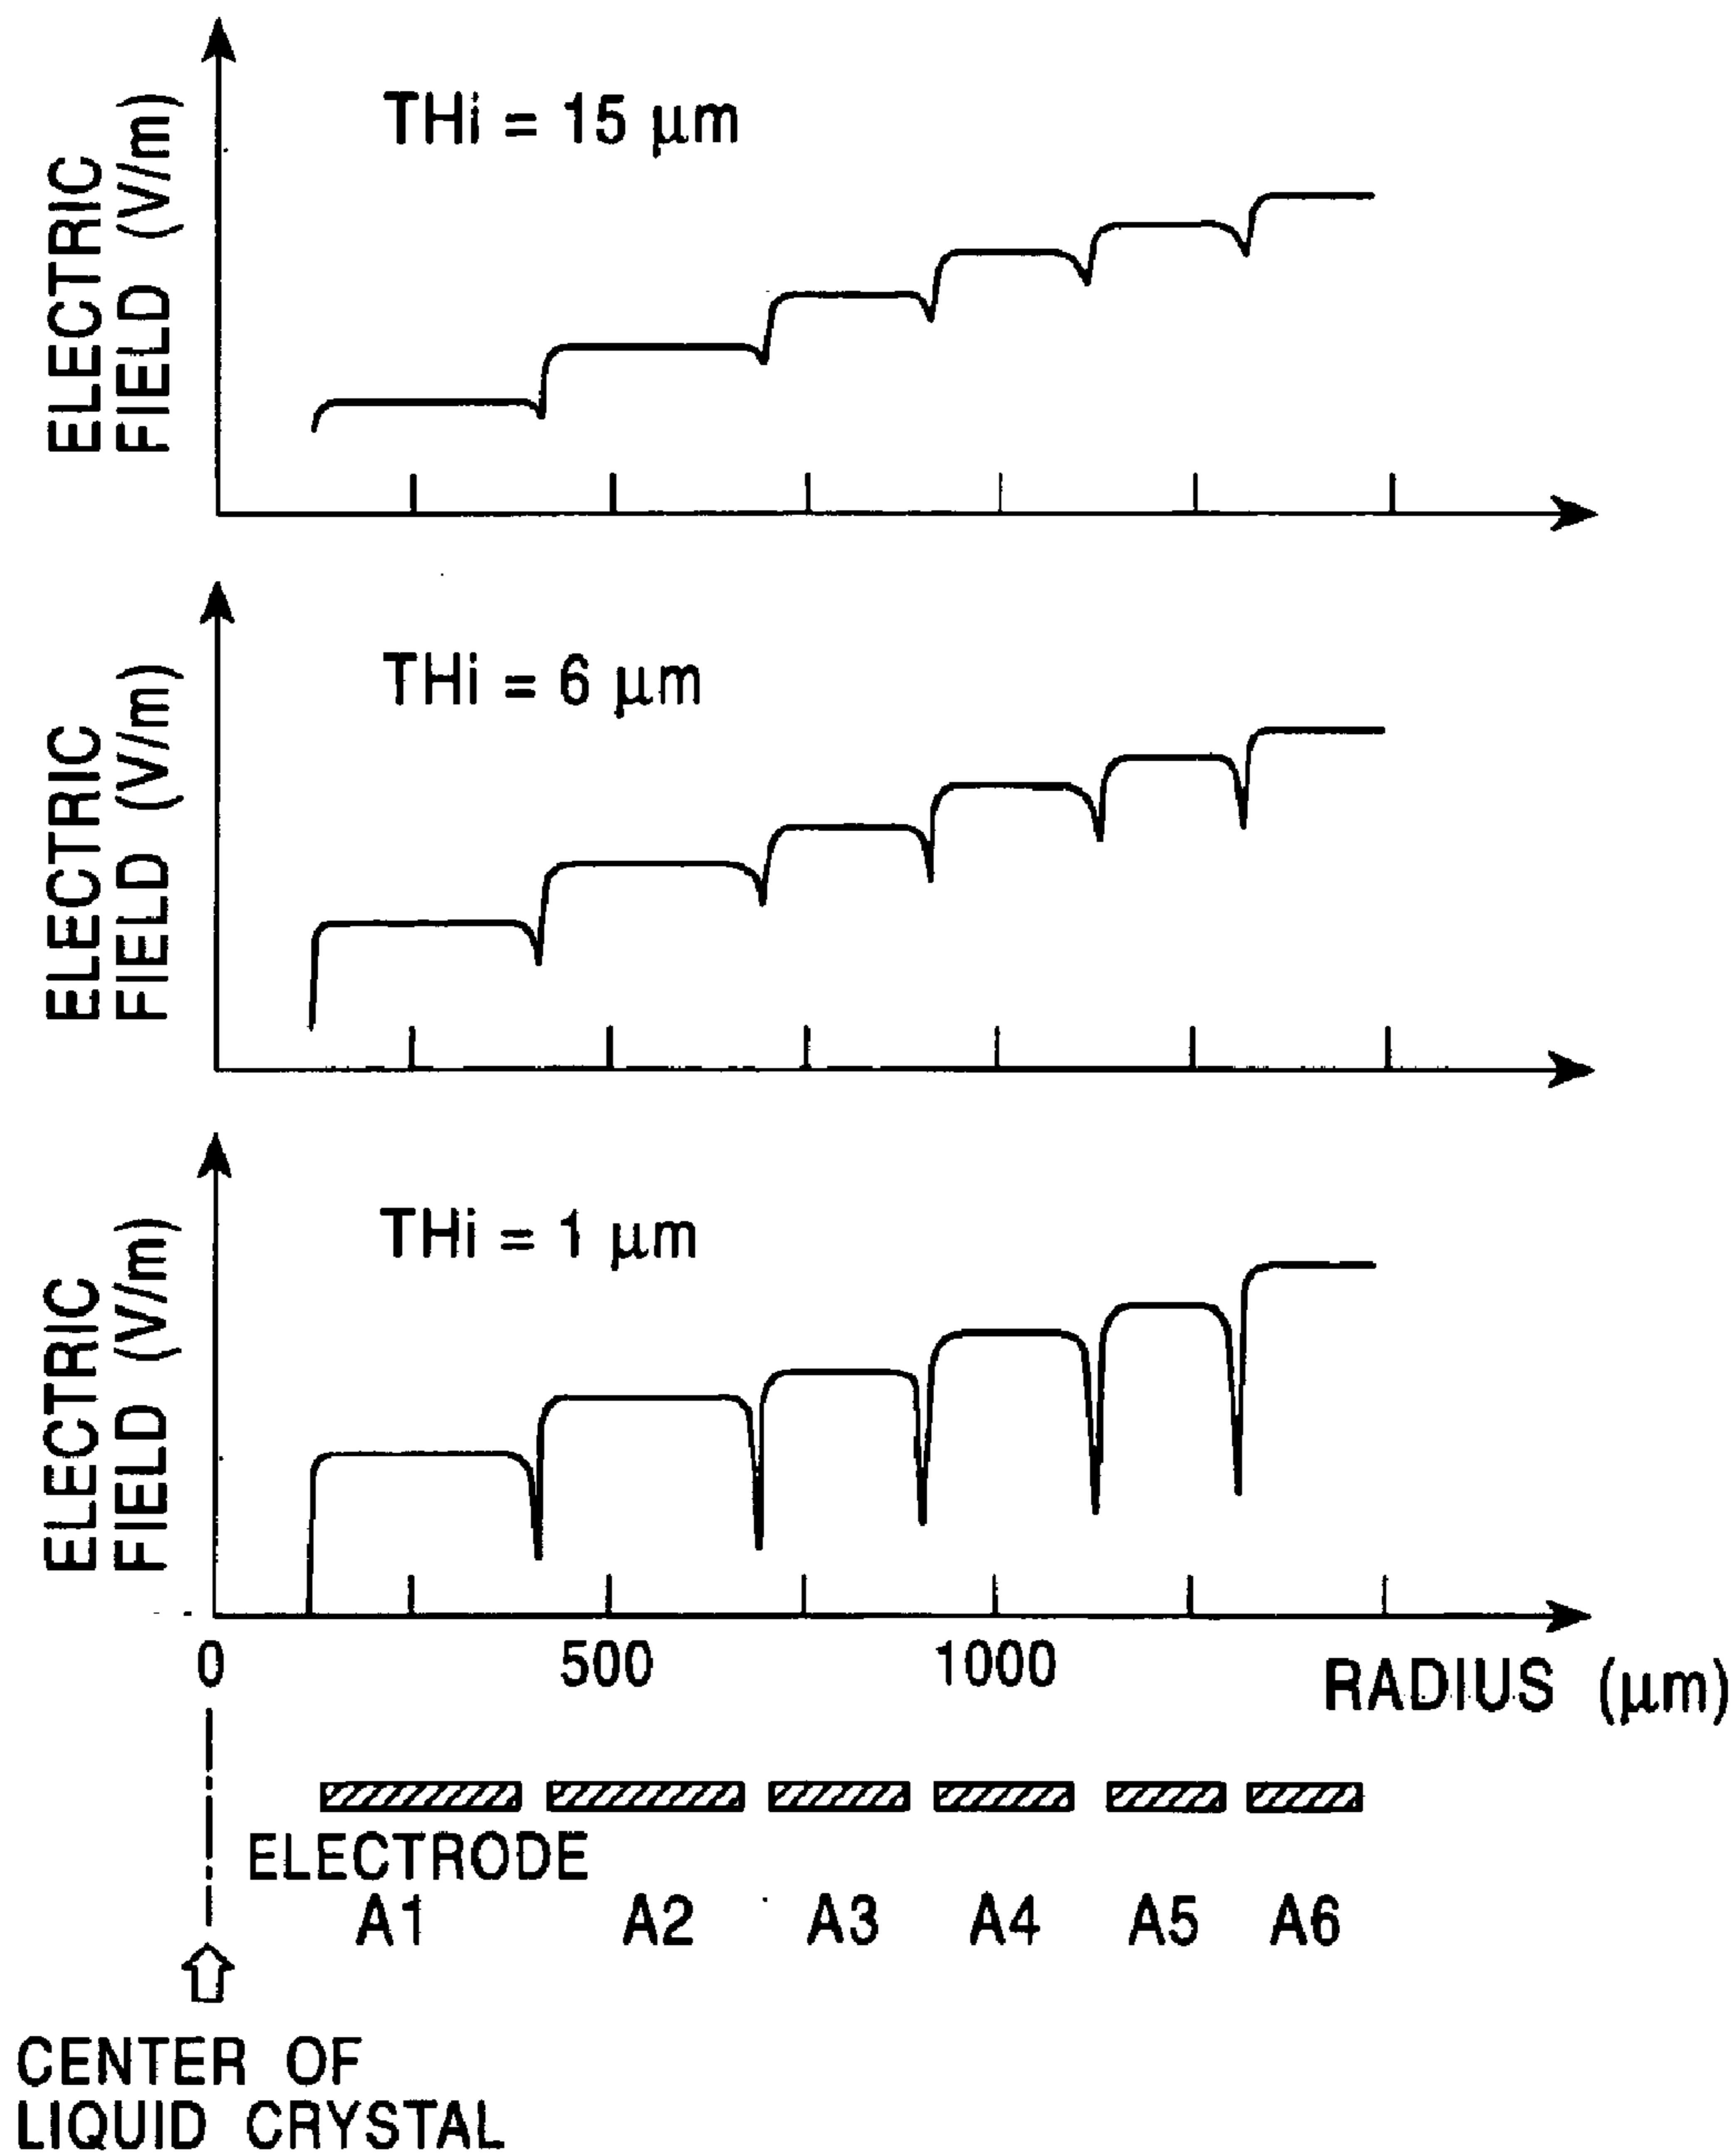 ELECTRIC
FIELD (V/m)
THi = 15 μm
ELECTRIC
FIELD (V/m)
THi = 6 μm
ELECTRIC
FIELD (V/m)
THi = 1 μm
0 500 1000 RADIUS (μm)
ELECTRODE
A1 A2 A3 A4 A5 A6
CENTER OF
LIQUID CRYSTAL